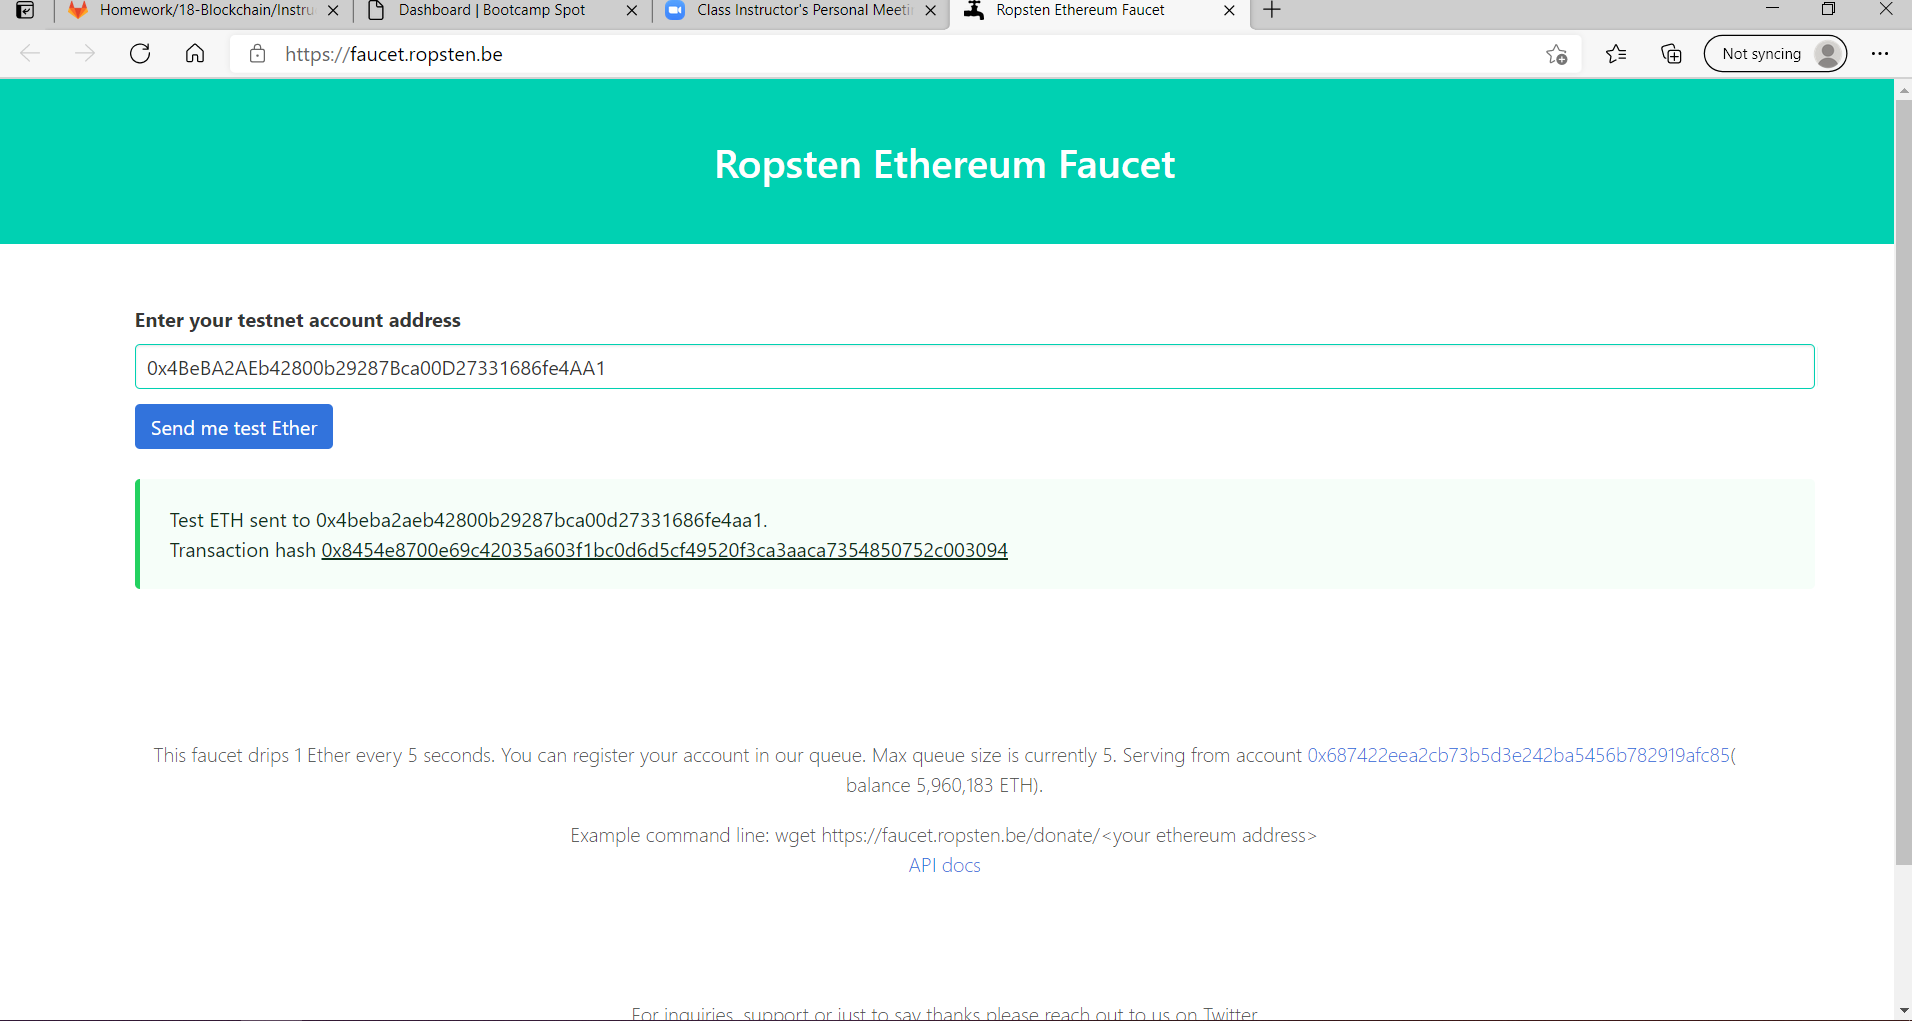 Homework/18-Blockchain/Instru
Dashboard | Bootcamp Spot
Class Instructor's Personal Meeti
Ropsten Ethereum Faucet
https://faucet.ropsten.be
Not syncing
Ropsten Ethereum Faucet
Enter your testnet account address
0x4BeBA2AEb42800b29287Bca00D27331686fe4AA1
Send me test Ether
Test ETH sent to 0x4beba2aeb42800b29287bca00d27331686fe4aa1.
Transaction hash 0x8454e8700e69c42035a603f1bc0d6d5cf49520f3ca3aaca7354850752c003094
This faucet drips 1 Ether every 5 seconds. You can register your account in our queue. Max queue size is currently 5. Serving from account 0x687422eea2cb73b5d3e242ba5456b782919afc85(
balance 5,960,183 ETH).
Example command line: wget https://faucet.ropsten.be/donate/<your ethereum address>
API docs
For inquiries, support or just to say thanks please reach out to us on Twitter